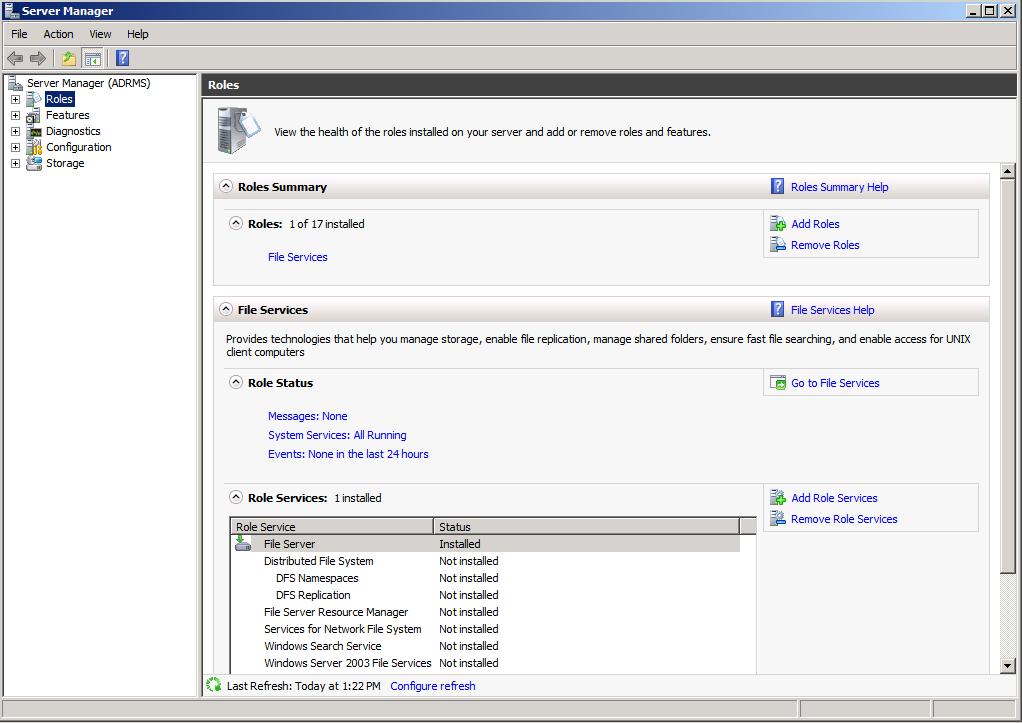 Server Manager
File Action View Help
Server Manager (ADRMS)
Roles
Features
Diagnostics
Configuration
Storage
Roles
View the health of the roles installed on your server and add or remove roles and features.
Roles Summary
Roles Summary Help
Roles: 1 of 17 installed
Add Roles
Remove Roles
File Services
File Services
File Services Help
Provides technologies that help you manage storage, enable file replication, manage shared folders, ensure fast file searching, and enable access for UNIX
client computers
Role Status
Go to File Services
Messages: None
System Services: All Running
Events: None in the last 24 hours
Role Services: 1 installed
Add Role Services
Remove Role Services
Role Service Status
File Server Installed
Distributed File System Not installed
DFS Namespaces Not installed
DFS Replication Not installed
File Server Resource Manager Not installed
Services for Network File System Not installed
Windows Search Service Not installed
Windows Server 2003 File Services Not installed
Last Refresh: Today at 1:22 PM Configure refresh